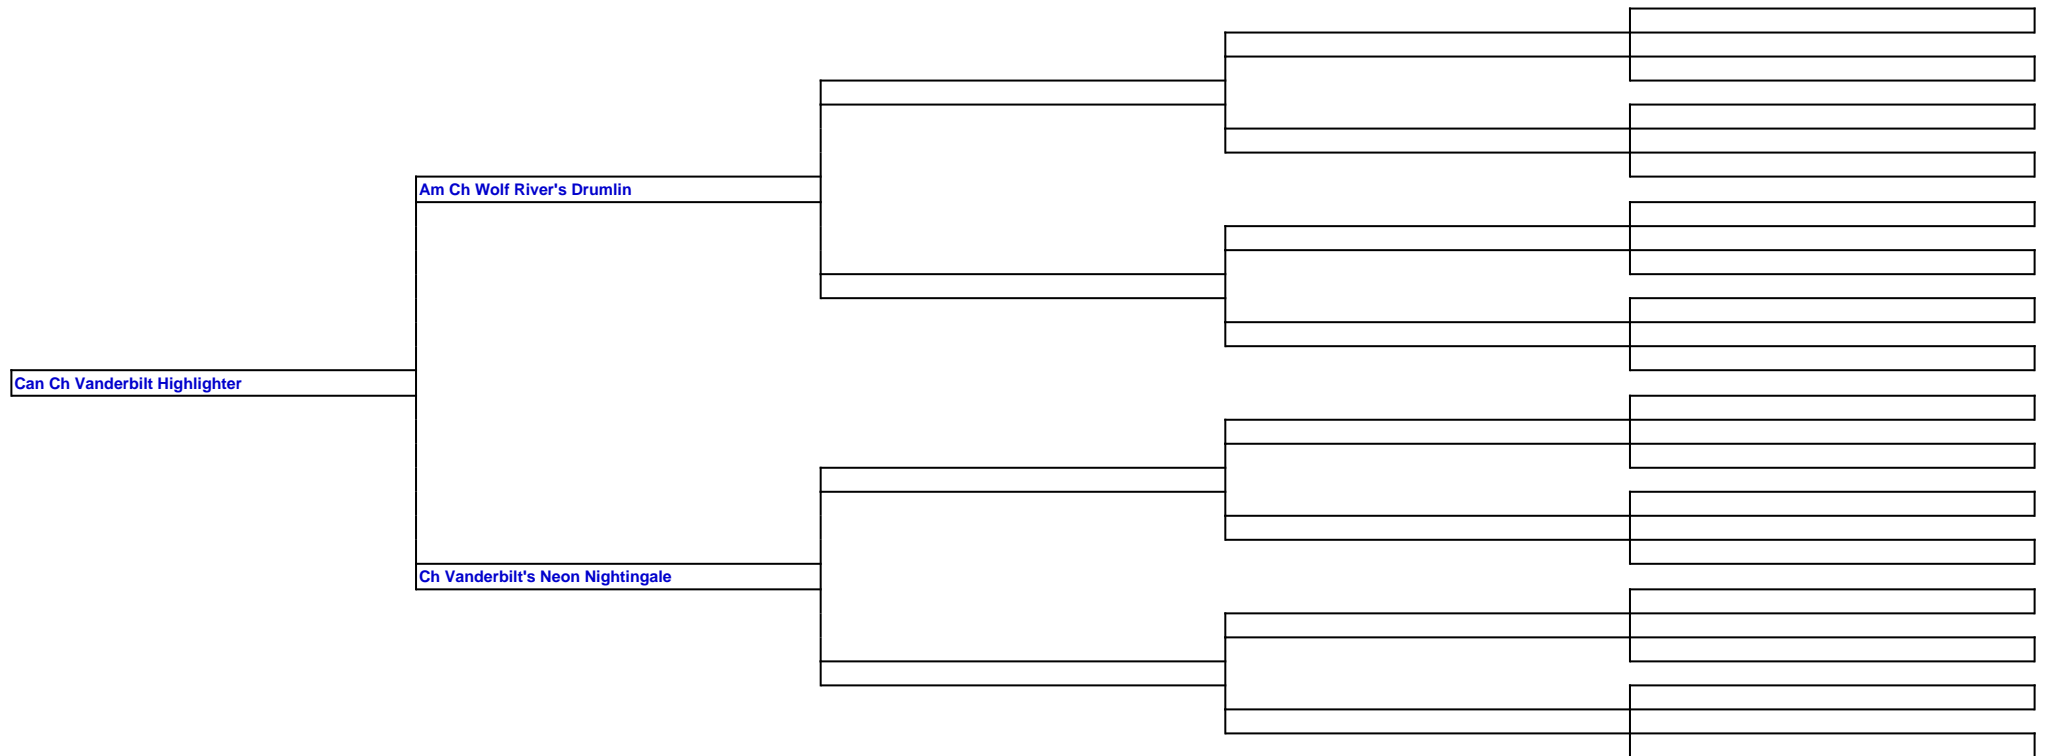 Am Ch Wolf River's Drumlin
Can Ch Vanderbilt Highlighter
Ch Vanderbilt's Neon Nightingale